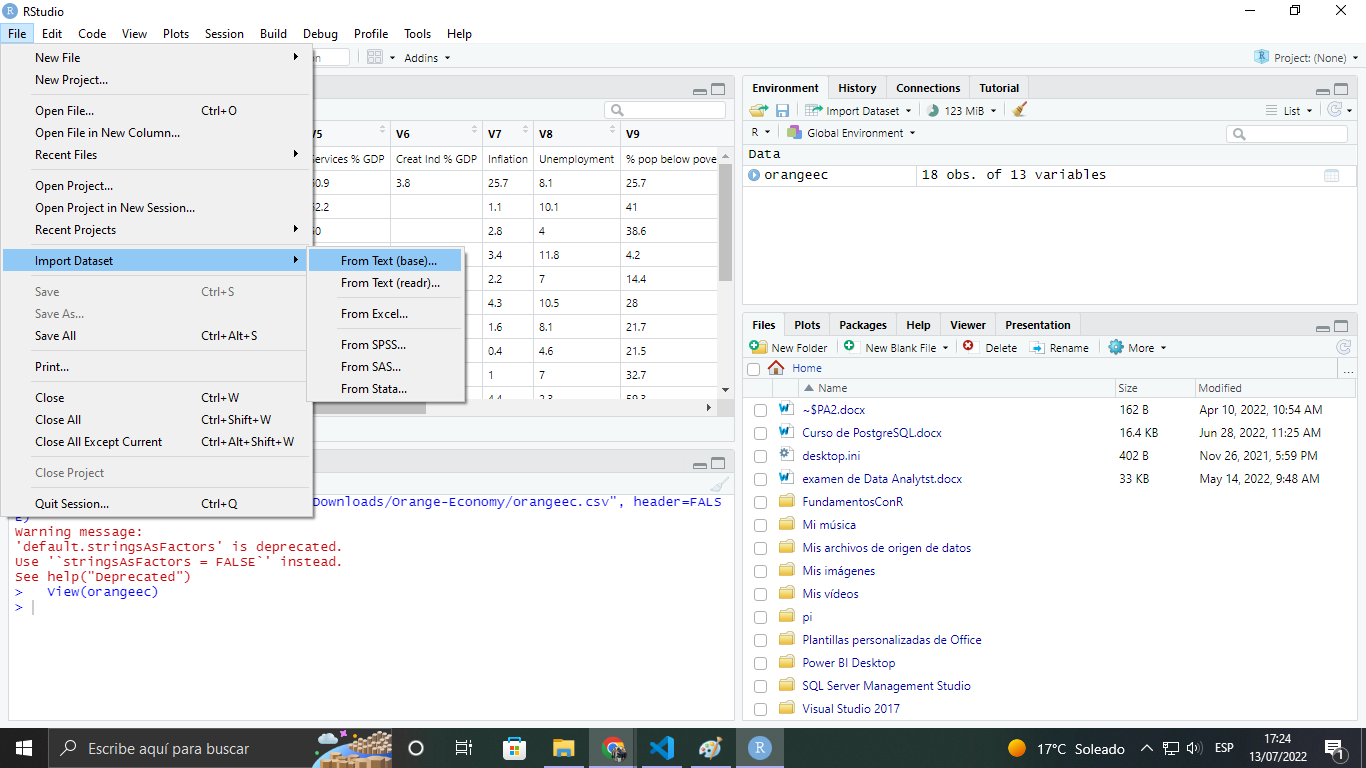 RStudio
File Edit Code View Plots Session Build Debug Profile Tools Help
New File
New Project...
Open File... Ctrl+O
Open File in New Column...
Recent Files
Open Project...
Open Project in New Session...
Recent Projects
Import Dataset
Save Ctrl+S
Save As...
Save All Ctrl+Alt+S
Print...
Close Ctrl+W
Close All Ctrl+Shift+W
Close All Except Current Ctrl+Alt+Shift+W
Close Project
Quit Session... Ctrl+Q
From Text (base)...
From Text (readr)...
From Excel...
From SPSS...
From SAS...
From Stata...
Addins
Project: (None)
V5 V6 V7 V8 V9
Services % GDP Creat Ind % GDP Inflation Unemployment % pop below pove
3.8 25.7 8.1 25.7
1.1 10.1 41
2.8 4 38.6
3.4 11.8 4.2
2.2 7 14.4
4.3 10.5 28
1.6 8.1 21.7
0.4 4.6 21.5
1 7 32.7
Downloads/Orange-Economy/orangeec.csv", header=FALS
E)
Warning message:
'default.stringsAsFactors' is deprecated.
Use '`stringsAsFactors = FALSE`' instead.
See help("Deprecated")
> View(orangeec)
>
Environment History Connections Tutorial
Import Dataset 123 MiB List
R Global Environment
Data
orangeec 18 obs. of 13 variables
Files Plots Packages Help Viewer Presentation
New Folder New Blank File Delete Rename More
Home ...
Name Size Modified
~$PA2.docx 162 B Apr 10, 2022, 10:54 AM
Curso de PostgreSQL.docx 16.4 KB Jun 28, 2022, 11:25 AM
desktop.ini 402 B Nov 26, 2021, 5:59 PM
examen de Data Analytst.docx 33 KB May 14, 2022, 9:48 AM
FundamentosConR
Mi música
Mis archivos de origen de datos
Mis imágenes
Mis vídeos
pi
Plantillas personalizadas de Office
Power BI Desktop
SQL Server Management Studio
Visual Studio 2017
Escribe aquí para buscar
17°C Soleado ESP
17:24
13/07/2022
1